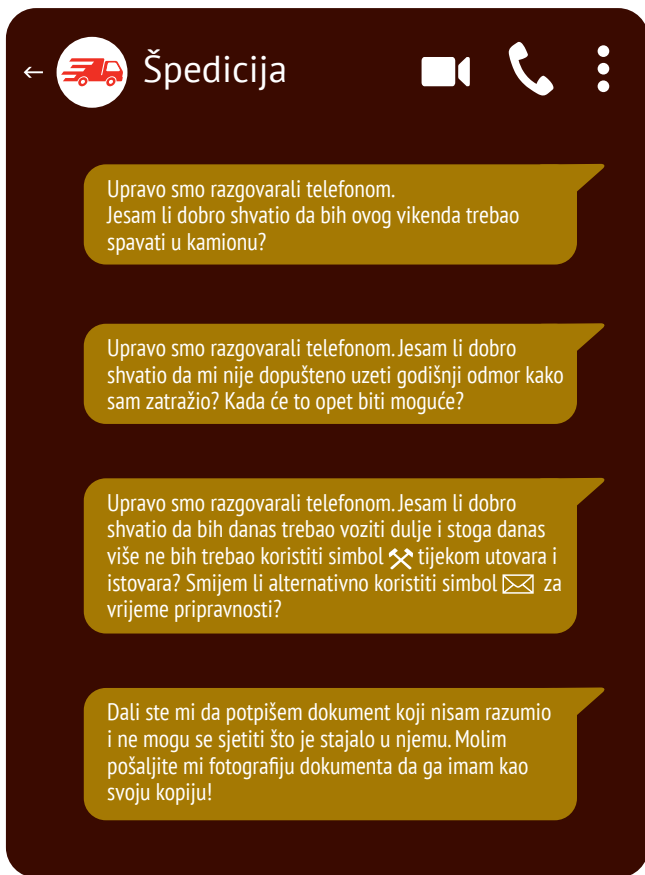 Špedicija
Upravo smo razgovarali telefonom.
Jesam li dobro shvatio da bih ovog vikenda trebao
spavati u kamionu?
Upravo smo razgovarali telefonom. Jesam li dobro
shvatio da mi nije dopušteno uzeti godišnji odmor kako
sam zatražio? Kada će to opet biti moguće?
Upravo smo razgovarali telefonom. Jesam li dobro
shvatio da bih danas trebao voziti dulje i stoga danas
više ne bih trebao koristiti simbol ⚒ tijekom utovara i
istovara? Smijem li alternativno koristiti simbol ✉ za
vrijeme pripravnosti?
Dali ste mi da potpišem dokument koji nisam razumio
i ne mogu se sjetiti što je stajalo u njemu. Molim
pošaljite mi fotografiju dokumenta da ga imam kao
svoju kopiju!